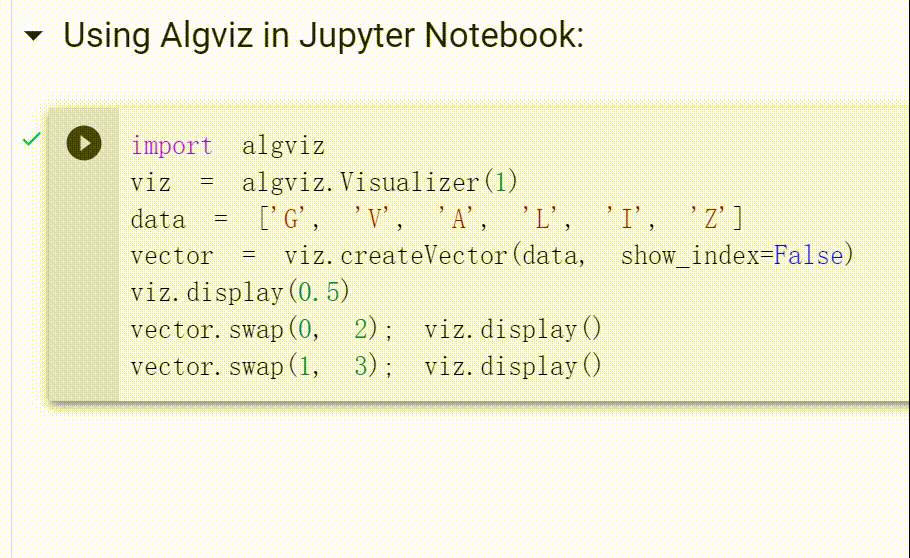 Using Algviz in Jupyter Notebook:
import algviz
viz = algviz.Visualizer(1)
data = ['G', 'V', 'A', 'L', 'I', 'Z']
vector = viz.createVector(data, show_index=False)
viz.display(0.5)
vector.swap(0, 2); viz.display()
vector.swap(1, 3); viz.display()